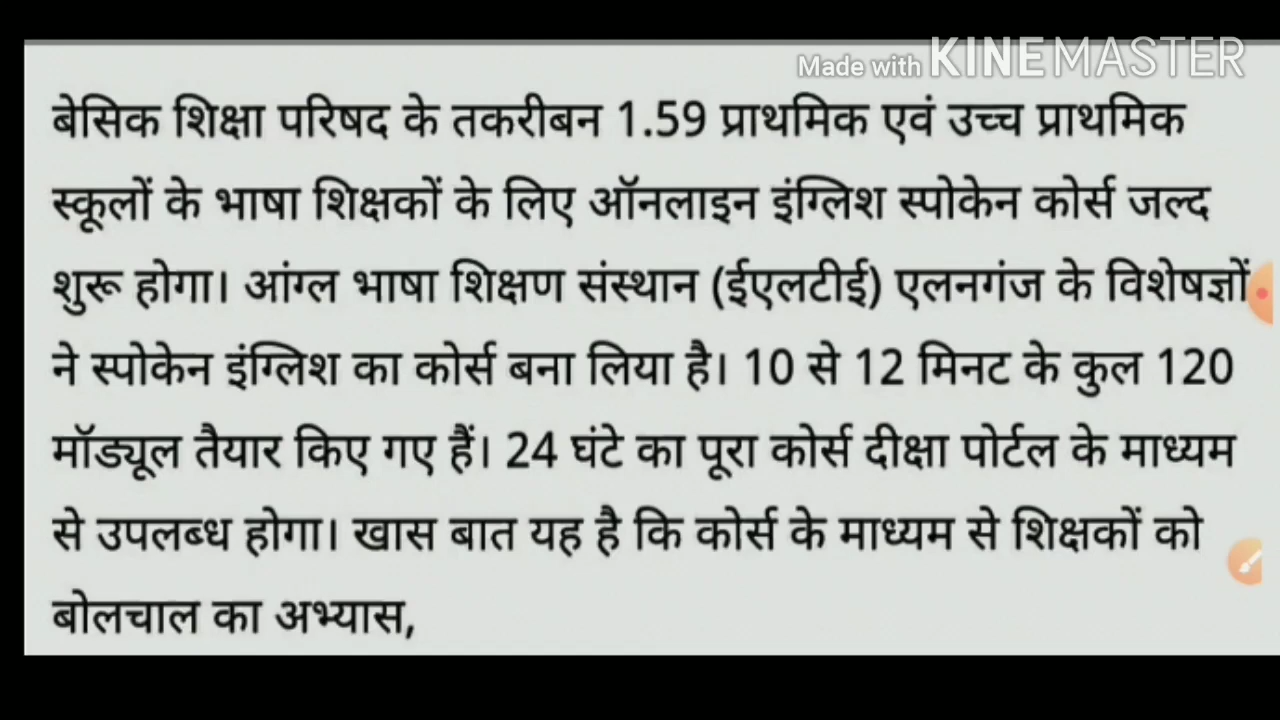 Made with KINEMASTER
बेसिक शिक्षा परिषद के तकरीबन 1.59 प्राथमिक एवं उच्च प्राथमिक
स्कूलों के भाषा शिक्षकों के लिए ऑनलाइन इंग्लिश स्पोकेन कोर्स जल्द
शुरू होगा। आंग्ल भाषा शिक्षण संस्थान (ईएलटीई) एलनगंज के विशेषज्ञों
ने स्पोकेन इंग्लिश का कोर्स बना लिया है। 10 से 12 मिनट के कुल 120
मॉड्यूल तैयार किए गए हैं। 24 घंटे का पूरा कोर्स दीक्षा पोर्टल के माध्यम
से उपलब्ध होगा। खास बात यह है कि कोर्स के माध्यम से शिक्षकों को
बोलचाल का अभ्यास,